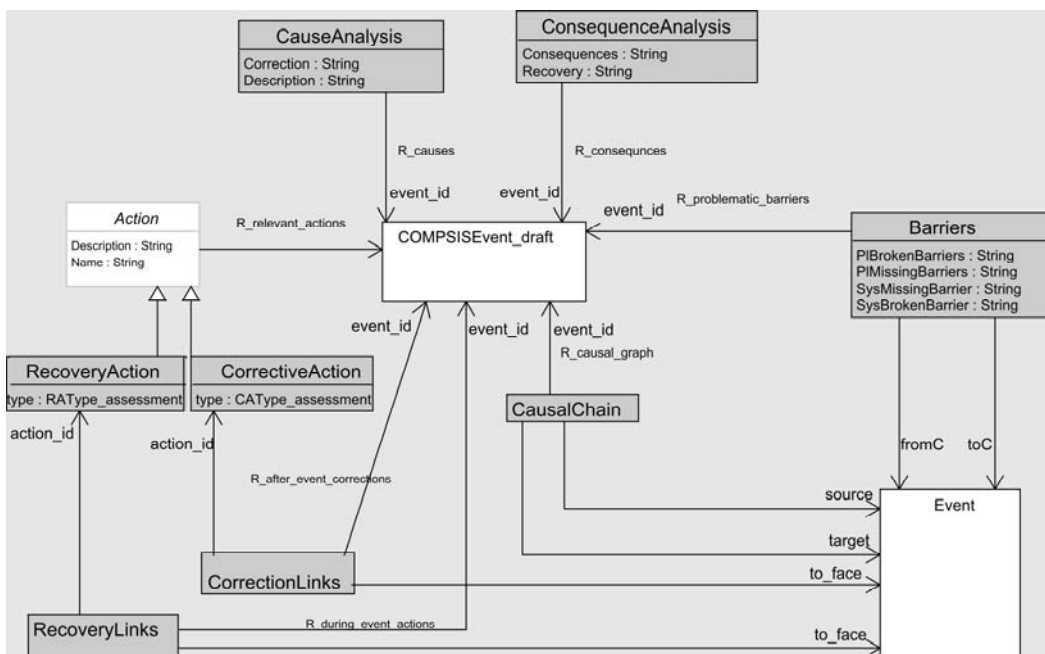 CauseAnalysis
Correction : String
Description : String
ConsequenceAnalysis
Consequences : String
Recovery : String
R_causes
R_consequnces
event_id
event_id
R_problematic_barriers
event_id
Action
Description : String
Name : String
R_relevant_actions
COMPSISEvent_draft
Barriers
PIBrokenBarriers : String
PIMissingBarriers : String
SysMissingBarrier : String
SysBrokenBarrier : String
event_id
event_id
event_id
R_causal_graph
RecoveryAction
type : RAType_assessment
CorrectiveAction
type : CAType_assessment
CausalChain
action_id
action_id
fromC
toC
R_after_event_corrections
source
Event
target
CorrectionLinks
to_face
RecoveryLinks
R_during_event_actions
to_face